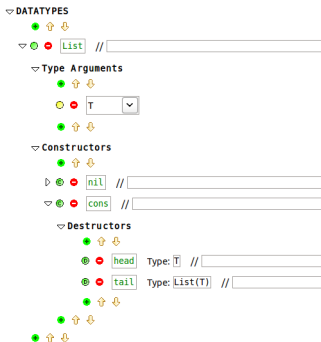 DATATYPES
List //
Type Arguments
T
Constructors
nil //
cons //
Destructors
head Type: T //
tail Type: List(T) //